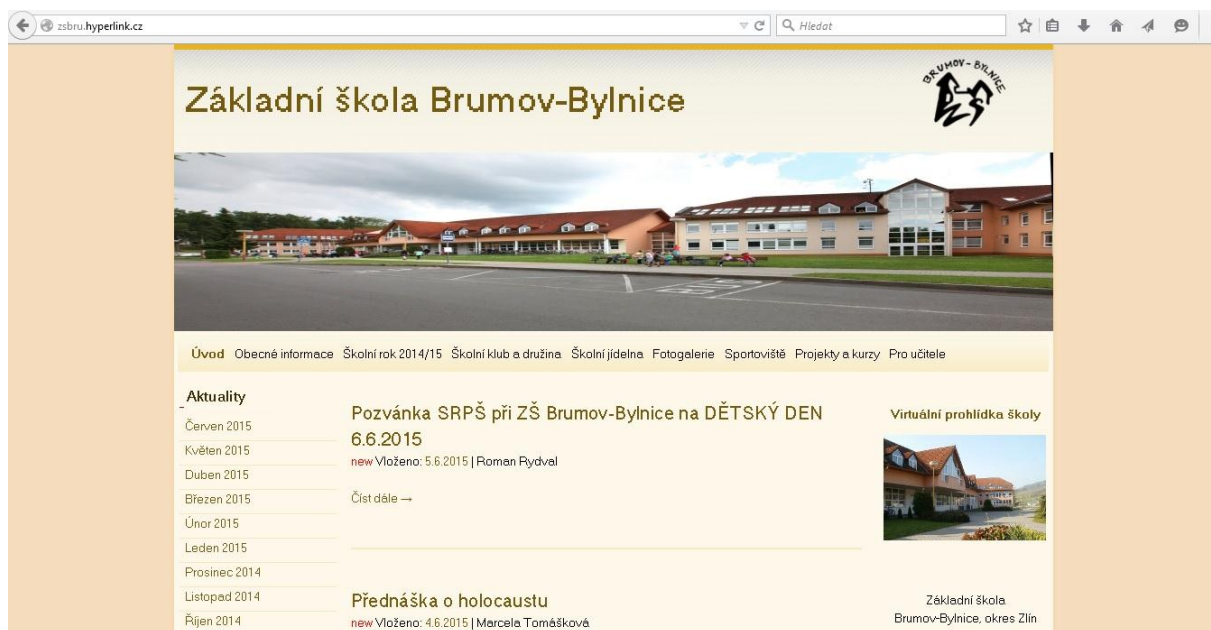 zsbru.hyperlink.cz
Hledat
Základní škola Brumov-Bylnice
BRUMOV-BYLNICE
Úvod Obecné informace Školní rok 2014/15 Školní klub a družina Školní jídelna Fotogalerie Sportoviště Projekty a kurzy Pro učitele
Aktuality
Červen 2015
Květen 2015
Duben 2015
Březen 2015
Únor 2015
Leden 2015
Prosinec 2014
Listopad 2014
Říjen 2014
Pozvánka SRPŠ při ZŠ Brumov-Bylnice na DĚTSKÝ DEN
6.6.2015
new Vloženo: 5.6.2015 | Roman Rydval
Číst dále →
Přednáška o holocaustu
new Vloženo: 4.6.2015 | Marcela Tomášková
Virtuální prohlídka školy
Základní škola
Brumov-Bylnice, okres Zlín